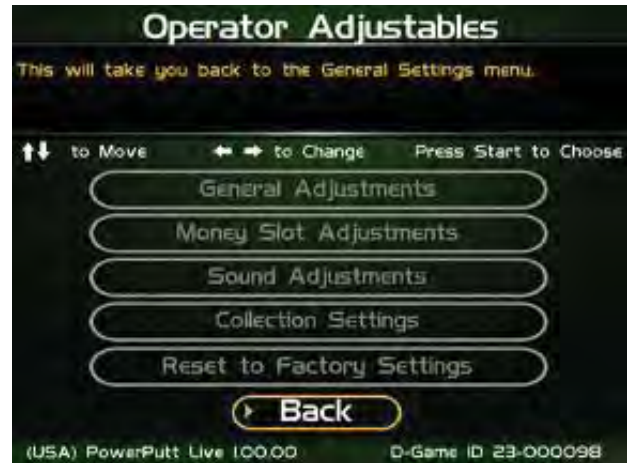 Operator Adjustables
This will take you back to the General Settings menu.
to Move to Change Press Start to Choose
General Adjustments
Money Slot Adjustments
Sound Adjustments
Collection Settings
Reset to Factory Settings
Back
(USA) PowerPutt Live 1.00.00 D-Game ID 23-000098